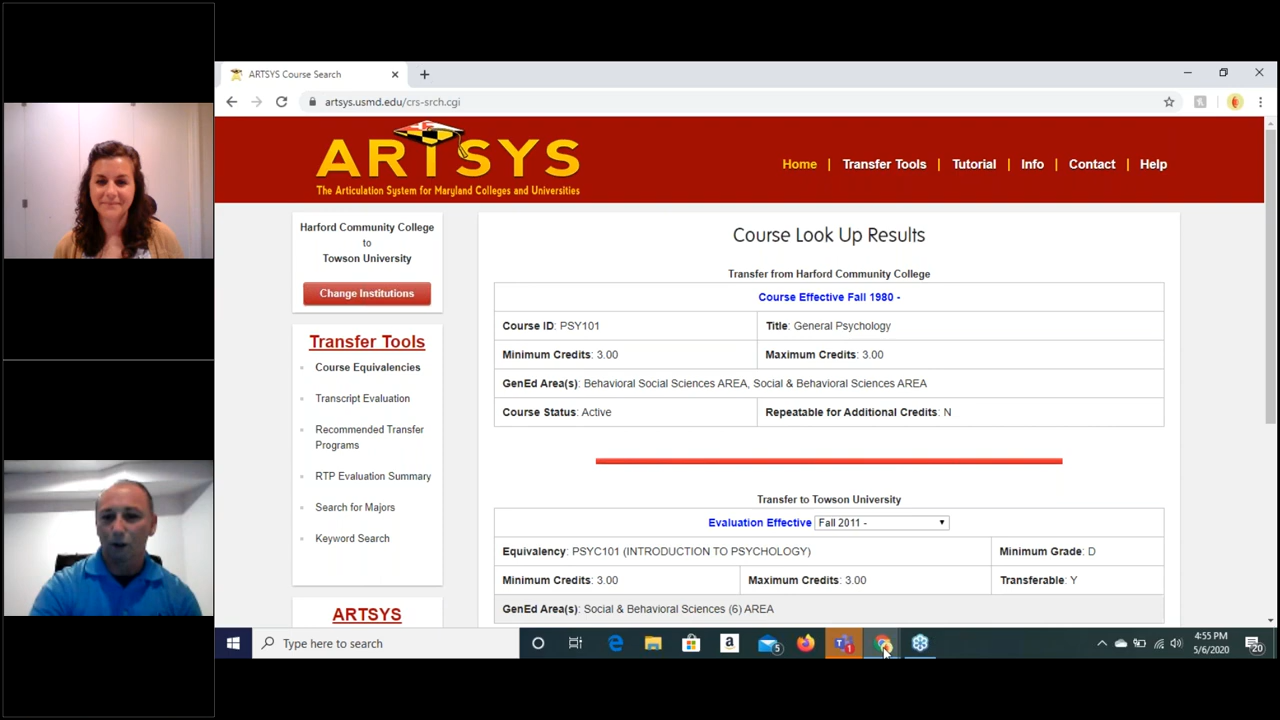 ARTSYS Course Search
artsys.usmd.edu/crs-srch.cgi
ARTSYS
The Articulation System for Maryland Colleges and Universities
Home | Transfer Tools | Tutorial | Info | Contact | Help
Harford Community College
to
Towson University
Change Institutions
Transfer Tools
Course Equivalencies
Transcript Evaluation
Recommended Transfer
Programs
RTP Evaluation Summary
Search for Majors
Keyword Search
ARTSYS
Course Look Up Results
Transfer from Harford Community College
Course Effective Fall 1980 -
Course ID: PSY101 Title: General Psychology
Minimum Credits: 3.00 Maximum Credits: 3.00
GenEd Area(s): Behavioral Social Sciences AREA, Social & Behavioral Sciences AREA
Course Status: Active Repeatable for Additional Credits: N
Transfer to Towson University
Evaluation Effective Fall 2011 -
Equivalency: PSYC101 (INTRODUCTION TO PSYCHOLOGY) Minimum Grade: D
Minimum Credits: 3.00 Maximum Credits: 3.00 Transferable: Y
GenEd Area(s): Social & Behavioral Sciences (6) AREA
Type here to search
5
1
4:55 PM
5/6/2020
20